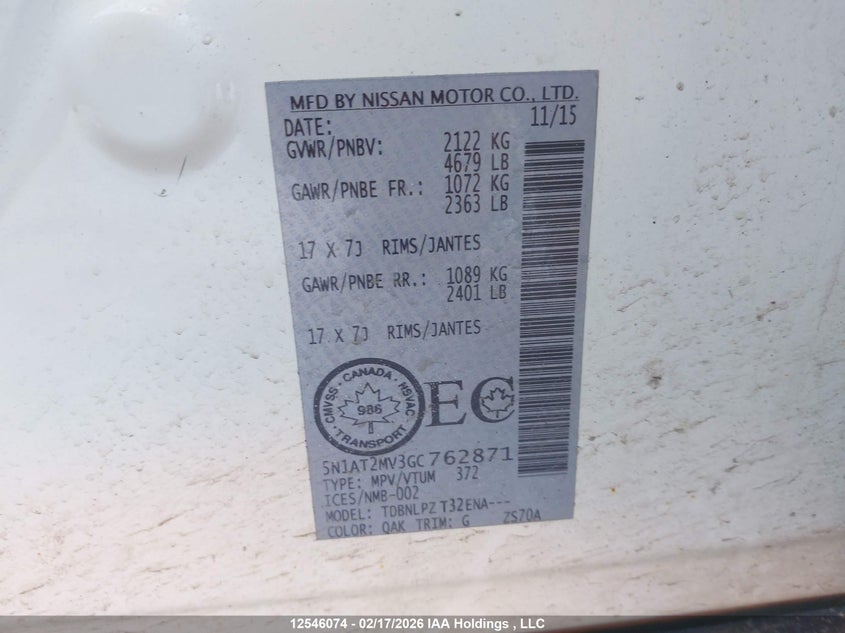 MFD BY NISSAN MOTOR CO., LTD.
DATE: 11/15
GVWR/PNBV: 2122 KG
4679 LB
GAWR/PNBE FR.: 1072 KG
2363 LB
17 X 7J RIMS/JANTES
GAWR/PNBE RR.: 1089 KG
2401 LB
17 X 7J RIMS/JANTES
CMVSS · CANADA · NSVAC
986
TRANSPORT
EC
5N1AT2MV3GC762871
TYPE: MPV/VTUM 372
ICES/NMB-002
MODEL: TDBNLPZ T32ENA---
COLOR: QAK TRIM: G ZS70A
12546074 - 02/17/2026 IAA Holdings , LLC